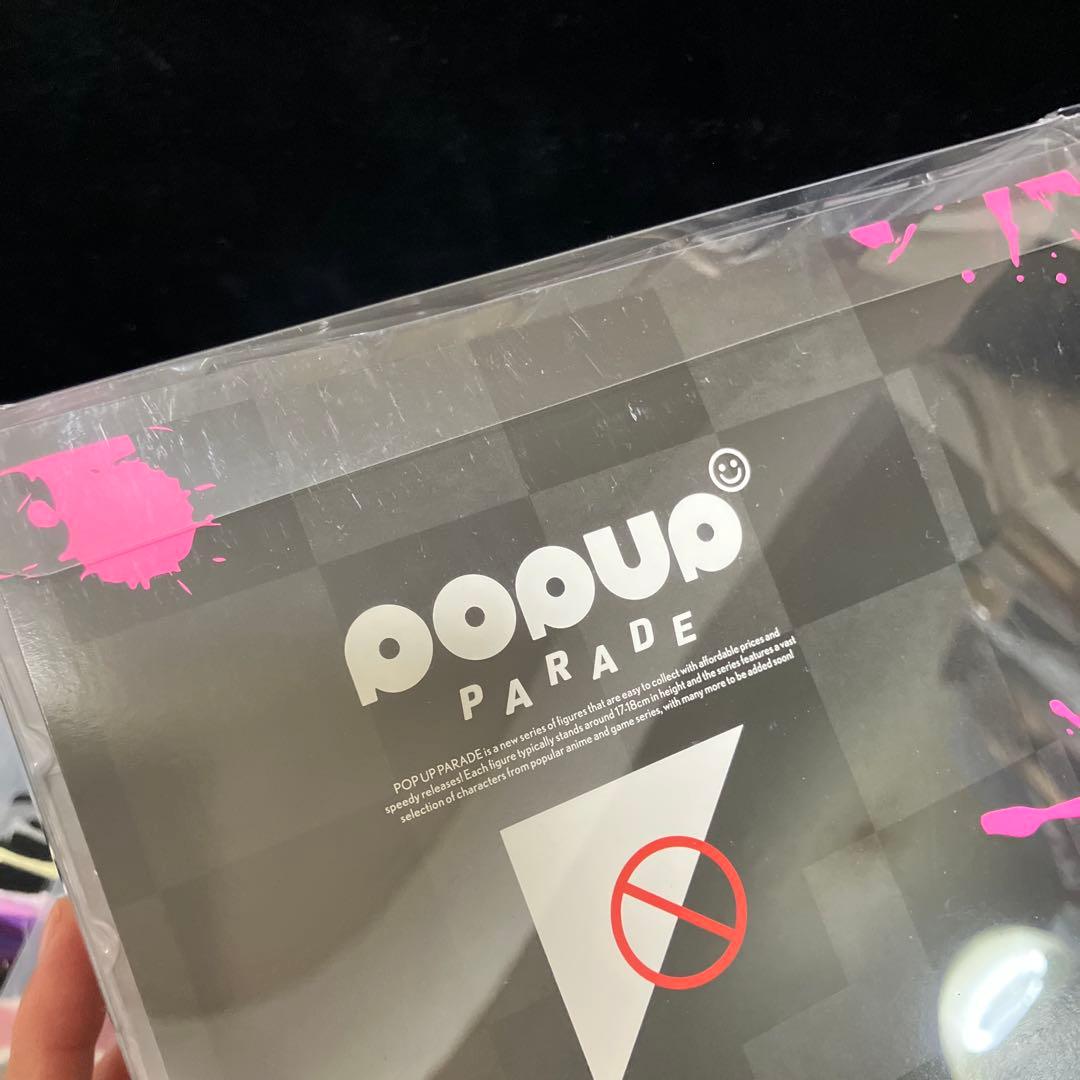 POPUP
PARADE
POP UP PARADE is a new series of figures that are easy to collect with affordable prices and
speedy releases! Each figure typically stands around 17-18cm in height and the series features a vast
selection of characters from popular anime and game series, with many more to be added soon!